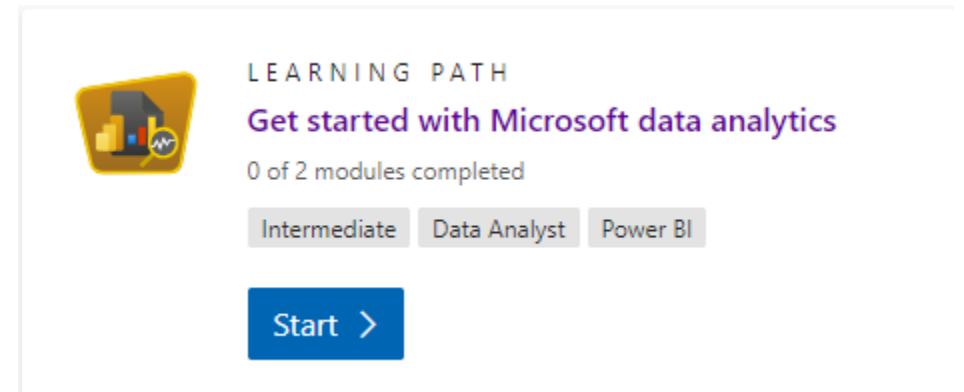 LEARNING PATH
Get started with Microsoft data analytics
0 of 2 modules completed
Intermediate Data Analyst Power BI
Start